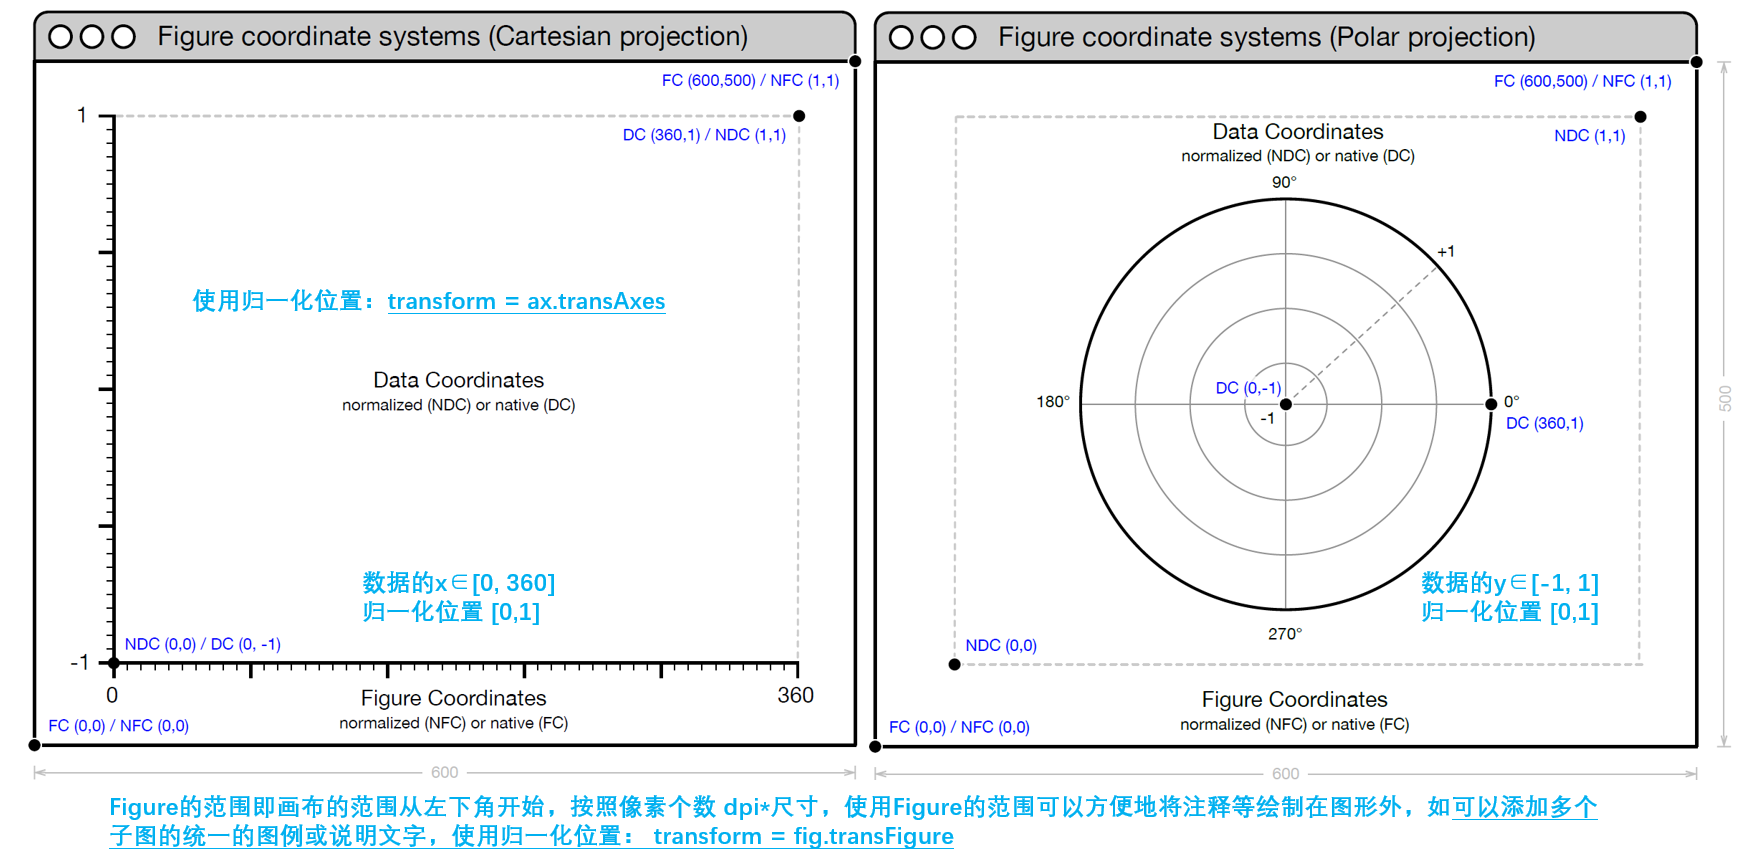 Figure coordinate systems (Cartesian projection)
FC (600,500) / NFC (1,1)
1
DC (360,1) / NDC (1,1)
使用归一化位置：transform = ax.transAxes
Data Coordinates
normalized (NDC) or native (DC)
数据的x∈[0, 360]
归一化位置 [0,1]
NDC (0,0) / DC (0, -1)
-1
0
360
Figure Coordinates
normalized (NFC) or native (FC)
FC (0,0) / NFC (0,0)
600
Figure coordinate systems (Polar projection)
FC (600,500) / NFC (1,1)
NDC (1,1)
Data Coordinates
normalized (NDC) or native (DC)
90°
+1
DC (0,-1)
180°
-1
0°
DC (360,1)
500
数据的y∈[-1, 1]
归一化位置 [0,1]
270°
NDC (0,0)
Figure Coordinates
normalized (NFC) or native (FC)
FC (0,0) / NFC (0,0)
600
Figure的范围即画布的范围从左下角开始，按照像素个数 dpi*尺寸，使用Figure的范围可以方便地将注释等绘制在图形外，如可以添加多个
子图的统一的图例或说明文字，使用归一化位置： transform = fig.transFigure